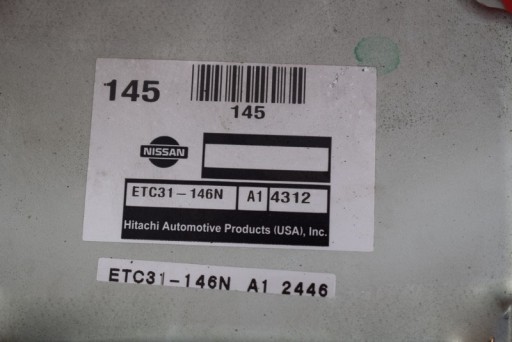 145
145
NISSAN
ETC31-146N A1 4312
Hitachi Automotive Products (USA), Inc.
ETC31-146N A1 2446